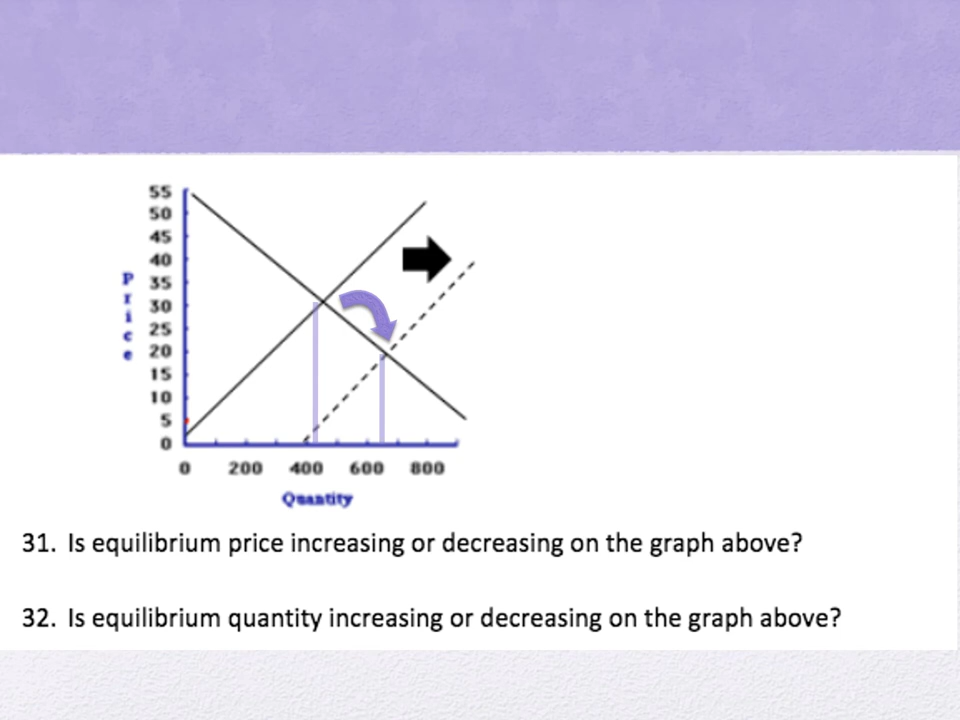 55
50
45
40
35
30
25
20
15
10
5
0
Price
0 200 400 600 800
Quantity
31. Is equilibrium price increasing or decreasing on the graph above?
32. Is equilibrium quantity increasing or decreasing on the graph above?